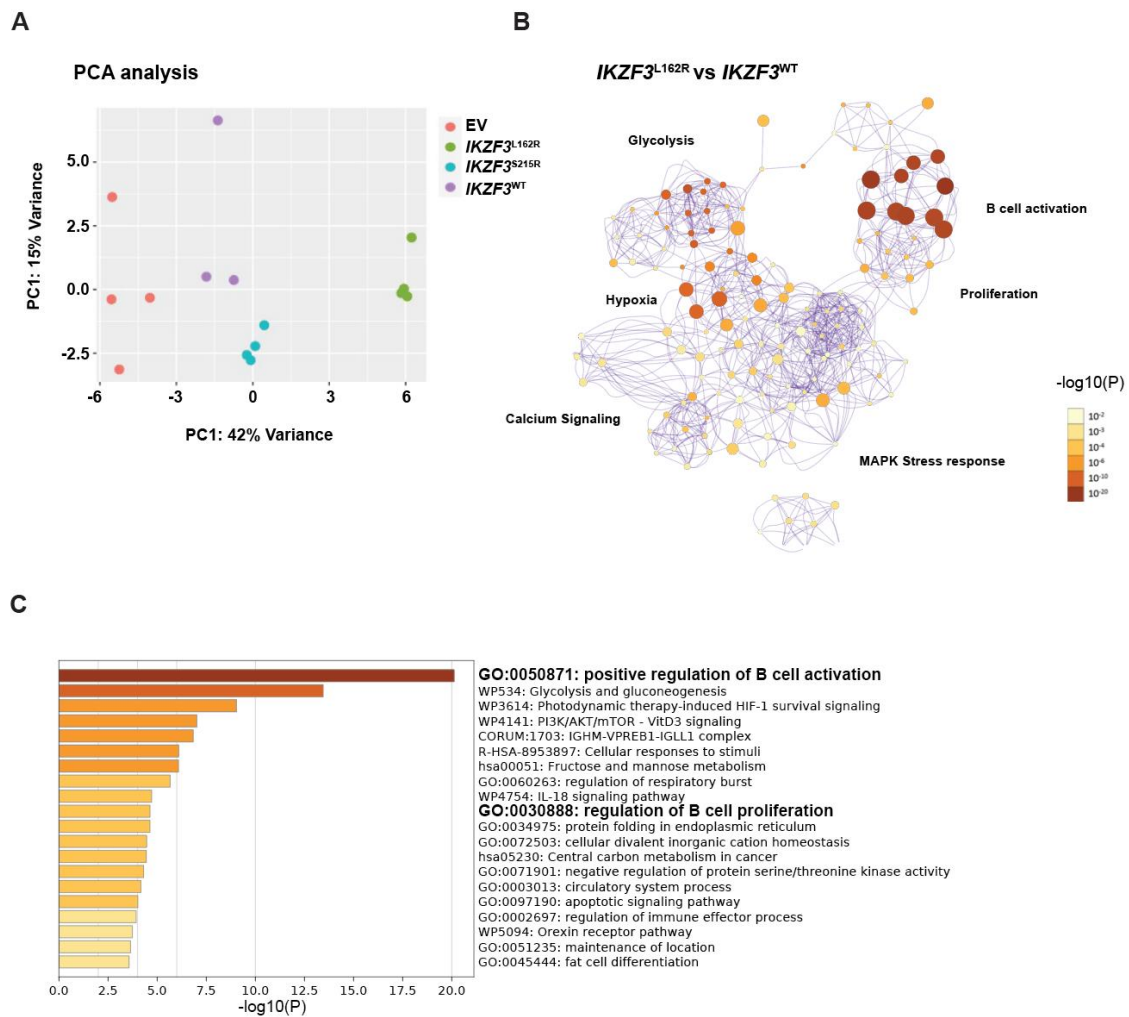 A
PCA analysis
EV
IKZF3L162R
IKZF3S215R
IKZF3WT
5.0
2.5
0.0
-2.5
-6
-3
0
3
6
PC1: 15% Variance
PC1: 42% Variance
B
IKZF3L162R vs IKZF3WT
Glycolysis
B cell activation
Hypoxia
Proliferation
Calcium Signaling
MAPK Stress response
-log10(P)
10-2
10-3
10-4
10-6
10-10
10-20
C
GO:0050871: positive regulation of B cell activation
WP534: Glycolysis and gluconeogenesis
WP3614: Photodynamic therapy-induced HIF-1 survival signaling
WP4141: PI3K/AKT/mTOR - VitD3 signaling
CORUM:1703: IGHM-VPREB1-IGLL1 complex
R-HSA-8953897: Cellular responses to stimuli
hsa00051: Fructose and mannose metabolism
GO:0060263: regulation of respiratory burst
WP4754: IL-18 signaling pathway
GO:0030888: regulation of B cell proliferation
GO:0034975: protein folding in endoplasmic reticulum
GO:0072503: cellular divalent inorganic cation homeostasis
hsa05230: Central carbon metabolism in cancer
GO:0071901: negative regulation of protein serine/threonine kinase activity
GO:0003013: circulatory system process
GO:0097190: apoptotic signaling pathway
GO:0002697: regulation of immune effector process
WP5094: Orexin receptor pathway
GO:0051235: maintenance of location
GO:0045444: fat cell differentiation
0.0
2.5
5.0
7.5
10.0
12.5
15.0
17.5
20.0
-log10(P)